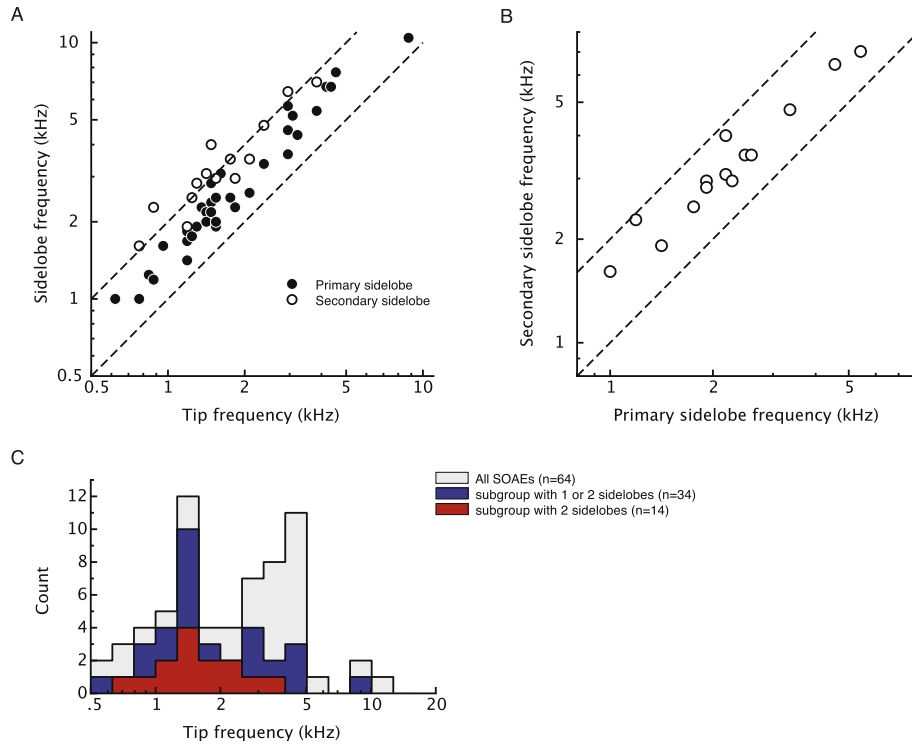 A
Sidelobe frequency (kHz)
10
5
2
1
0.5
0.5 1 2 5 10
Tip frequency (kHz)
Primary sidelobe
Secondary sidelobe
B
Secondary sidelobe frequency (kHz)
5
2
1
1 2 5
Primary sidelobe frequency (kHz)
C
Count
12
10
8
6
4
2
0
.5 1 2 5 10 20
Tip frequency (kHz)
All SOAEs (n=64)
subgroup with 1 or 2 sidelobes (n=34)
subgroup with 2 sidelobes (n=14)